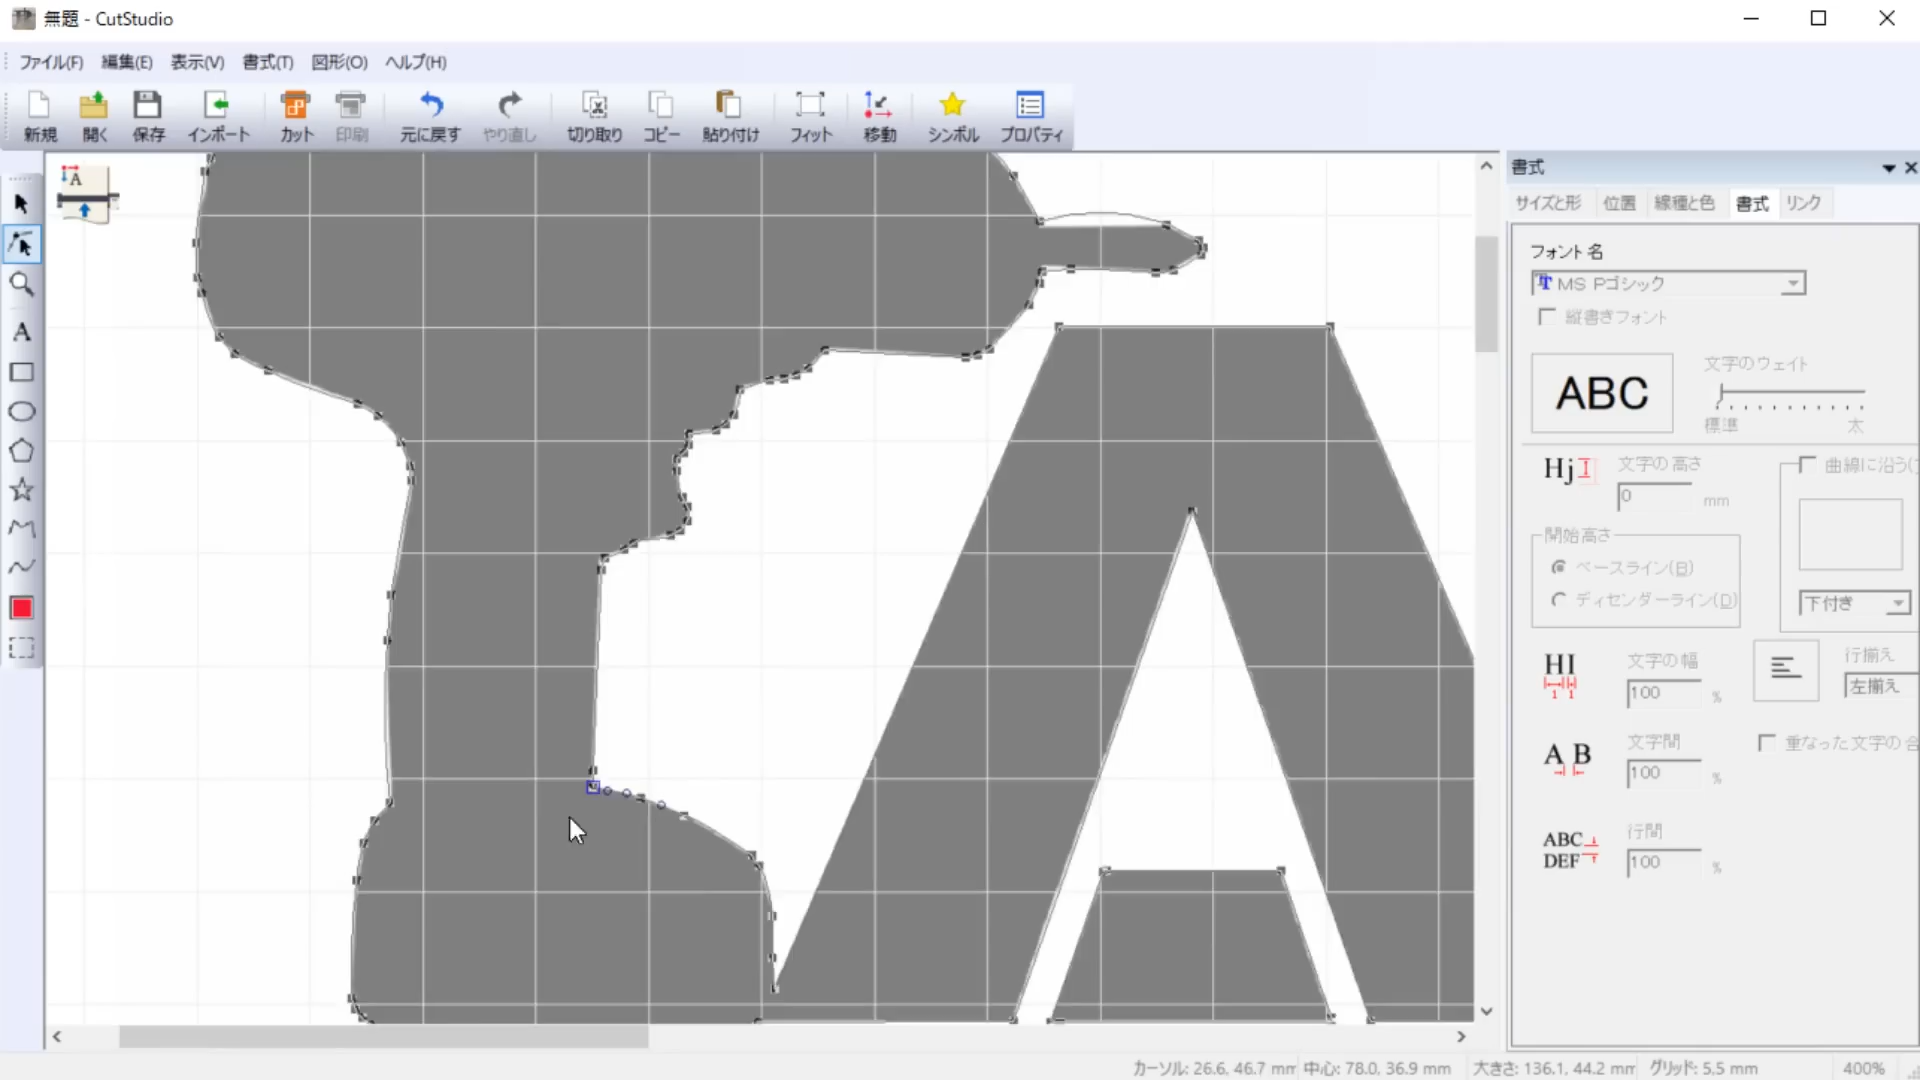 無題 - CutStudio
ファイル(F) 編集(E) 表示(V) 書式(T) 図形(O) ヘルプ(H)
新規 開く 保存 インポート カット 印刷 元に戻す やり直し 切り取り コピー 貼り付け フィット 移動 シンボル プロパティ
A
書式
サイズと形 位置 線種と色 書式 リンク
フォント名
MS Pゴシック
縦書きフォント
ABC
文字のウェイト
標準 太
Hj 文字の高さ
0 mm
曲線に沿う(
開始高さ
ベースライン(B)
ディセンダーライン(D)
下付き
HI 文字の幅
100 %
行揃え
左揃え
A B 文字間
100 %
重なった文字の合
ABC
DEF
行間
100 %
カーソル: 26.6, 46.7 mm 中心: 78.0, 36.9 mm 大きさ: 136.1, 44.2 mm グリッド: 5.5 mm 400%